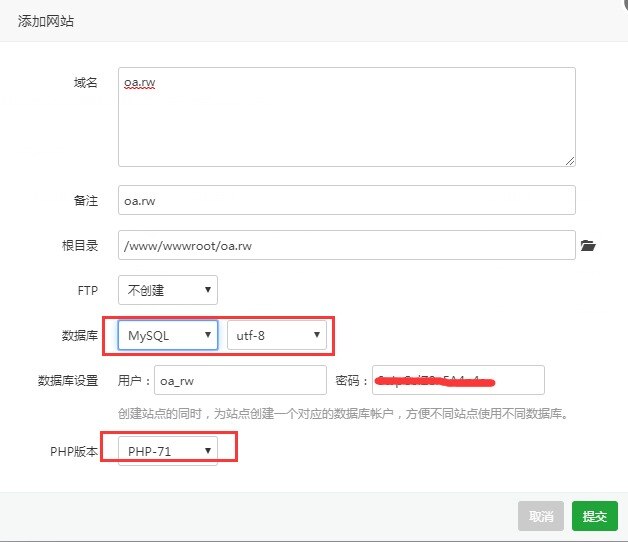 添加网站
域名 oa.rw
备注 oa.rw
根目录 /www/wwwroot/oa.rw
FTP 不创建
数据库 MySQL utf-8
数据库设置 用户： oa_rw 密码：
创建站点的同时，为站点创建一个对应的数据库帐户，方便不同站点使用不同数据库。
PHP版本 PHP-71
取消 提交